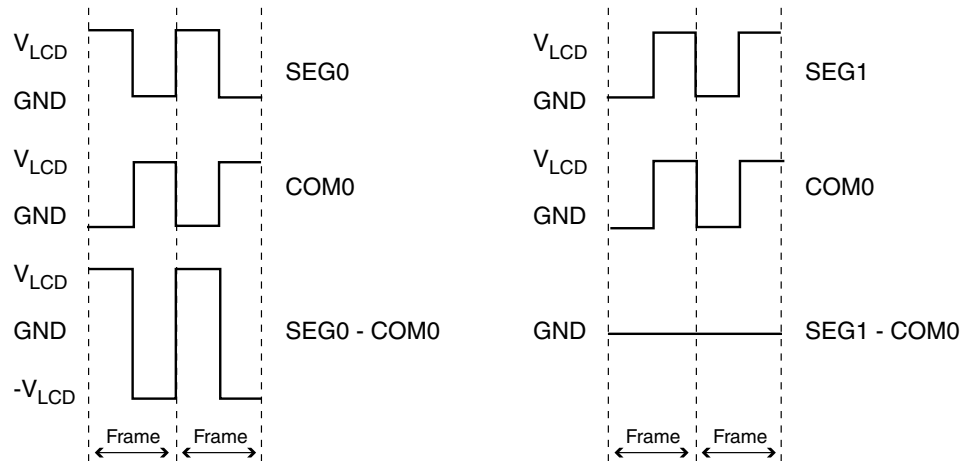 V_LCD
SEG0
GND
V_LCD
COM0
GND
V_LCD
GND
SEG0 - COM0
-V_LCD
Frame Frame
V_LCD
SEG1
GND
V_LCD
COM0
GND
GND
SEG1 - COM0
Frame Frame